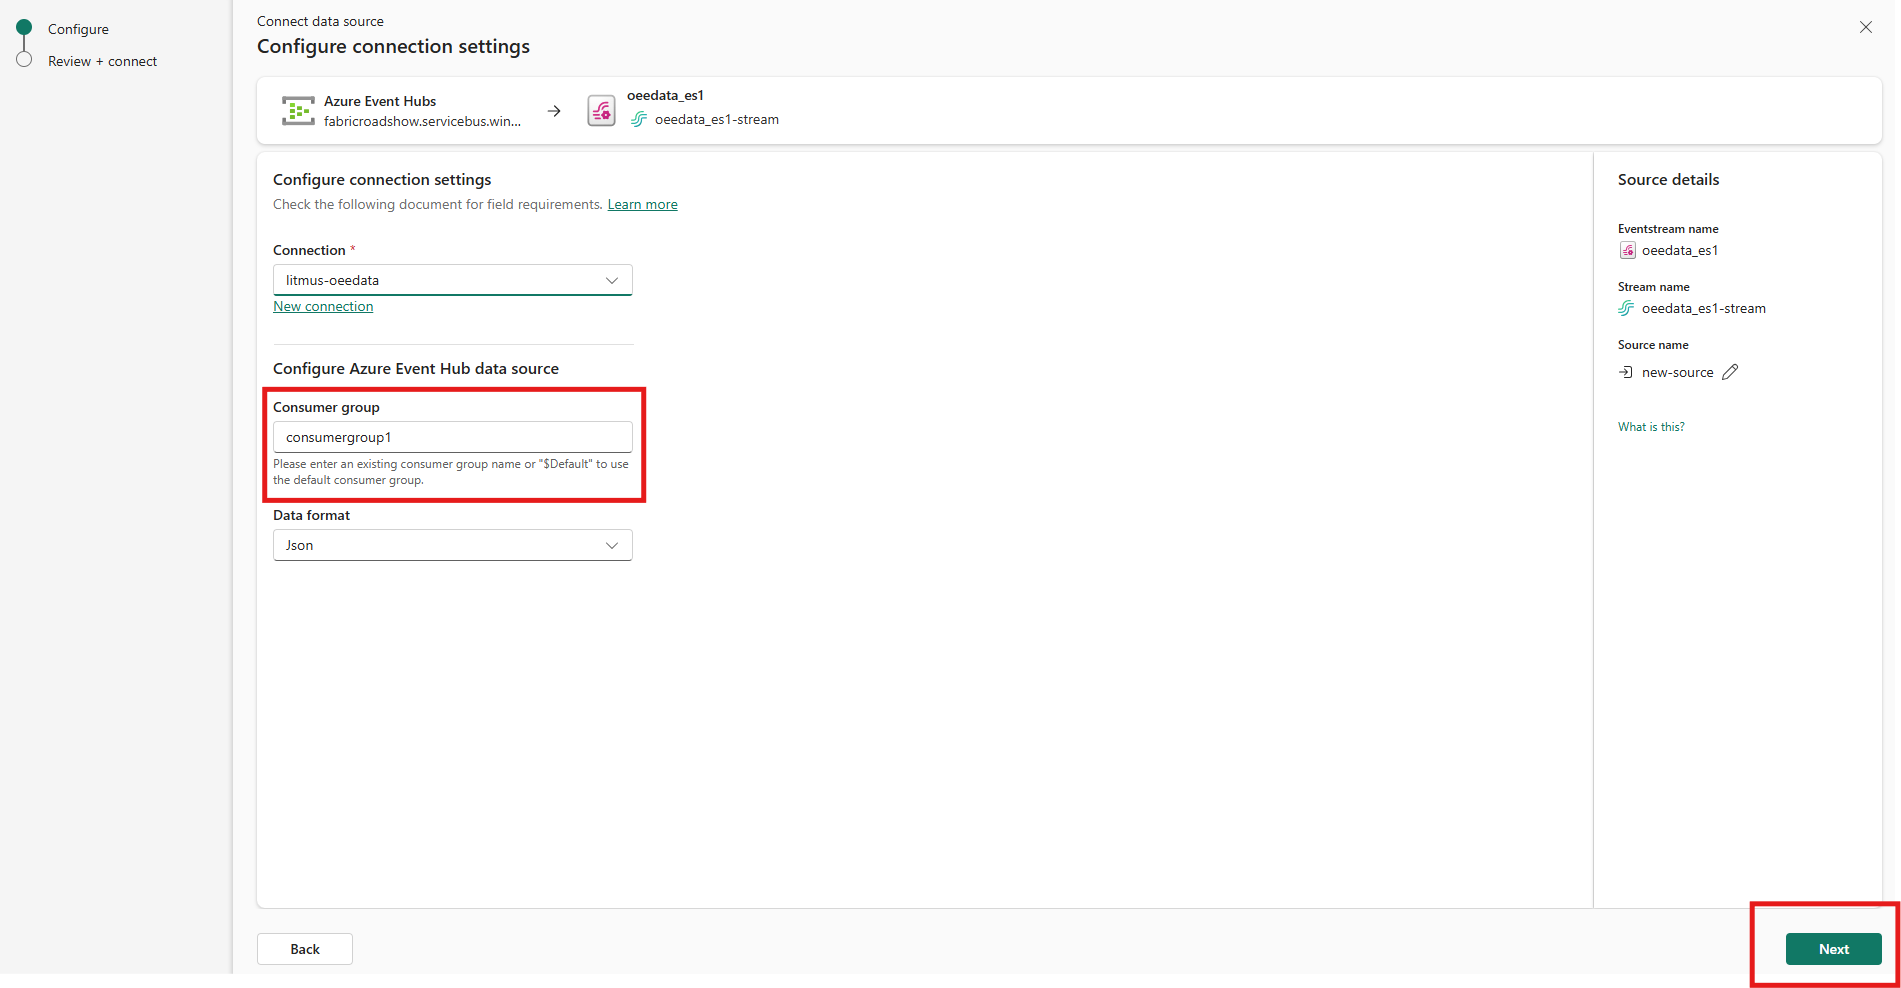 Configure
Review + connect
Connect data source
Configure connection settings
Azure Event Hubs
fabricroadshow.servicebus.win...
oeedata_es1
oeedata_es1-stream
Configure connection settings
Check the following document for field requirements. Learn more
Connection *
litmus-oeedata
New connection
Configure Azure Event Hub data source
Consumer group
consumergroup1
Please enter an existing consumer group name or "$Default" to use
the default consumer group.
Data format
Json
Source details
Eventstream name
oeedata_es1
Stream name
oeedata_es1-stream
Source name
new-source
What is this?
Back
Next